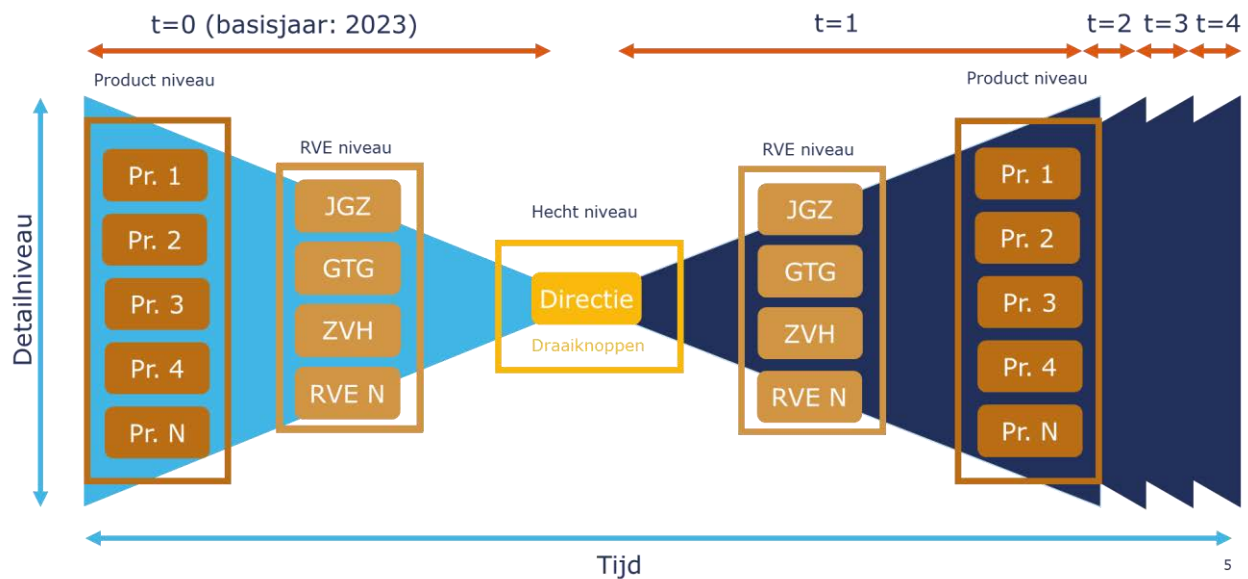 t=0 (basisjaar: 2023)
t=1
t=2
t=3
t=4
Product niveau
Pr. 1
Pr. 2
Pr. 3
Pr. 4
Pr. N
RVE niveau
JGZ
GTG
ZVH
RVE N
Hecht niveau
Directie
Draaiknoppen
RVE niveau
JGZ
GTG
ZVH
RVE N
Product niveau
Pr. 1
Pr. 2
Pr. 3
Pr. 4
Pr. N
Detailniveau
Tijd
5